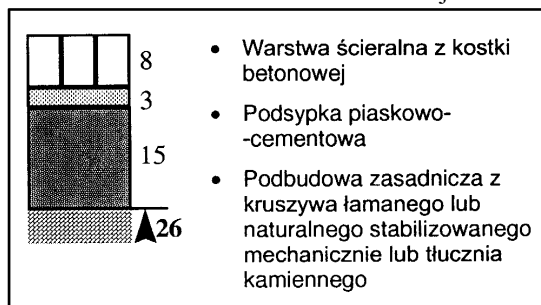 8
3
15
26
• Warstwa ścieralna z kostki
betonowej
• Podsypka piaskowo-
-cementowa
• Podbudowa zasadnicza z
kruszywa łamanego lub
naturalnego stabilizowanego
mechanicznie lub tłucznia
kamiennego